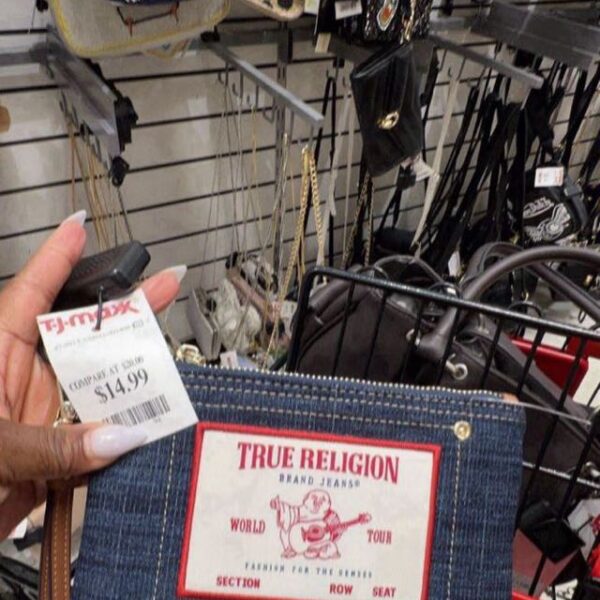 T.J.maxx
COMPARE AT $20.00
$14.99
TRUE RELIGION
BRAND JEANS®
WORLD TOUR
FASHION FOR THE SENSES
SECTION ROW SEAT